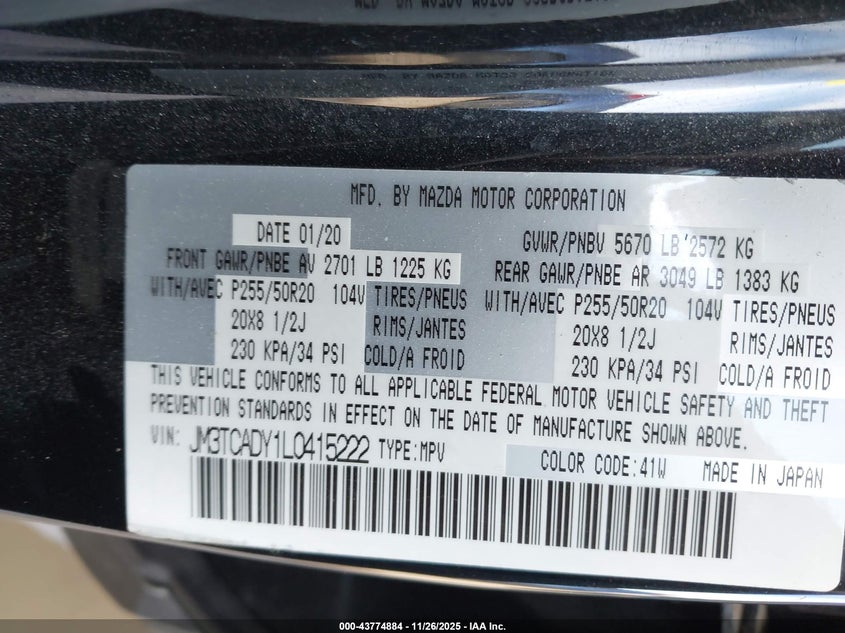 MFD. BY MAZDA MOTOR CORPORATION
DATE 01/20 GVWR/PNBV 5670 LB 2572 KG
FRONT GAWR/PNBE AV 2701 LB 1225 KG REAR GAWR/PNBE AR 3049 LB 1383 KG
WITH/AVEC P255/50R20 104V TIRES/PNEUS WITH/AVEC P255/50R20 104V TIRES/PNEUS
20X8 1/2J RIMS/JANTES 20X8 1/2J RIMS/JANTES
230 KPA/34 PSI COLD/A FROID 230 KPA/34 PSI COLD/A FROID
THIS VEHICLE CONFORMS TO ALL APPLICABLE FEDERAL MOTOR VEHICLE SAFETY AND THEFT
PREVENTION STANDARDS IN EFFECT ON THE DATE OF MANUFACTURE SHOWN ABOVE.
VIN: JM3TCADY1L0415222 TYPE:MPV COLOR CODE:41W MADE IN JAPAN
000-43774884 | 11/26/2025 - IAA Inc.